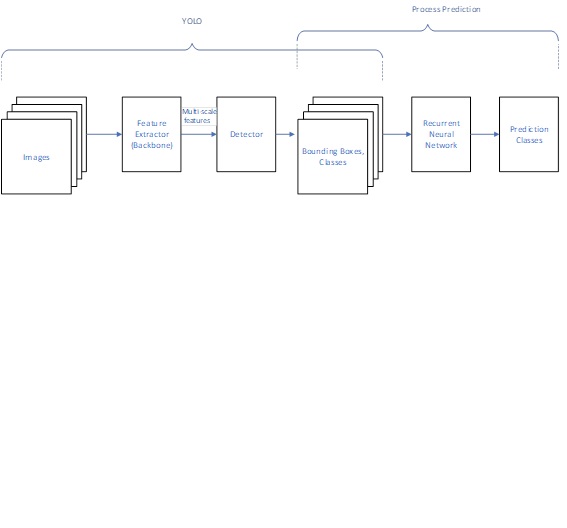 Process Prediction
YOLO
Images
Feature
Extractor
(Backbone)
Multi-scale
features
Detector
Bounding Boxes,
Classes
Recurrent
Neural
Network
Prediction
Classes